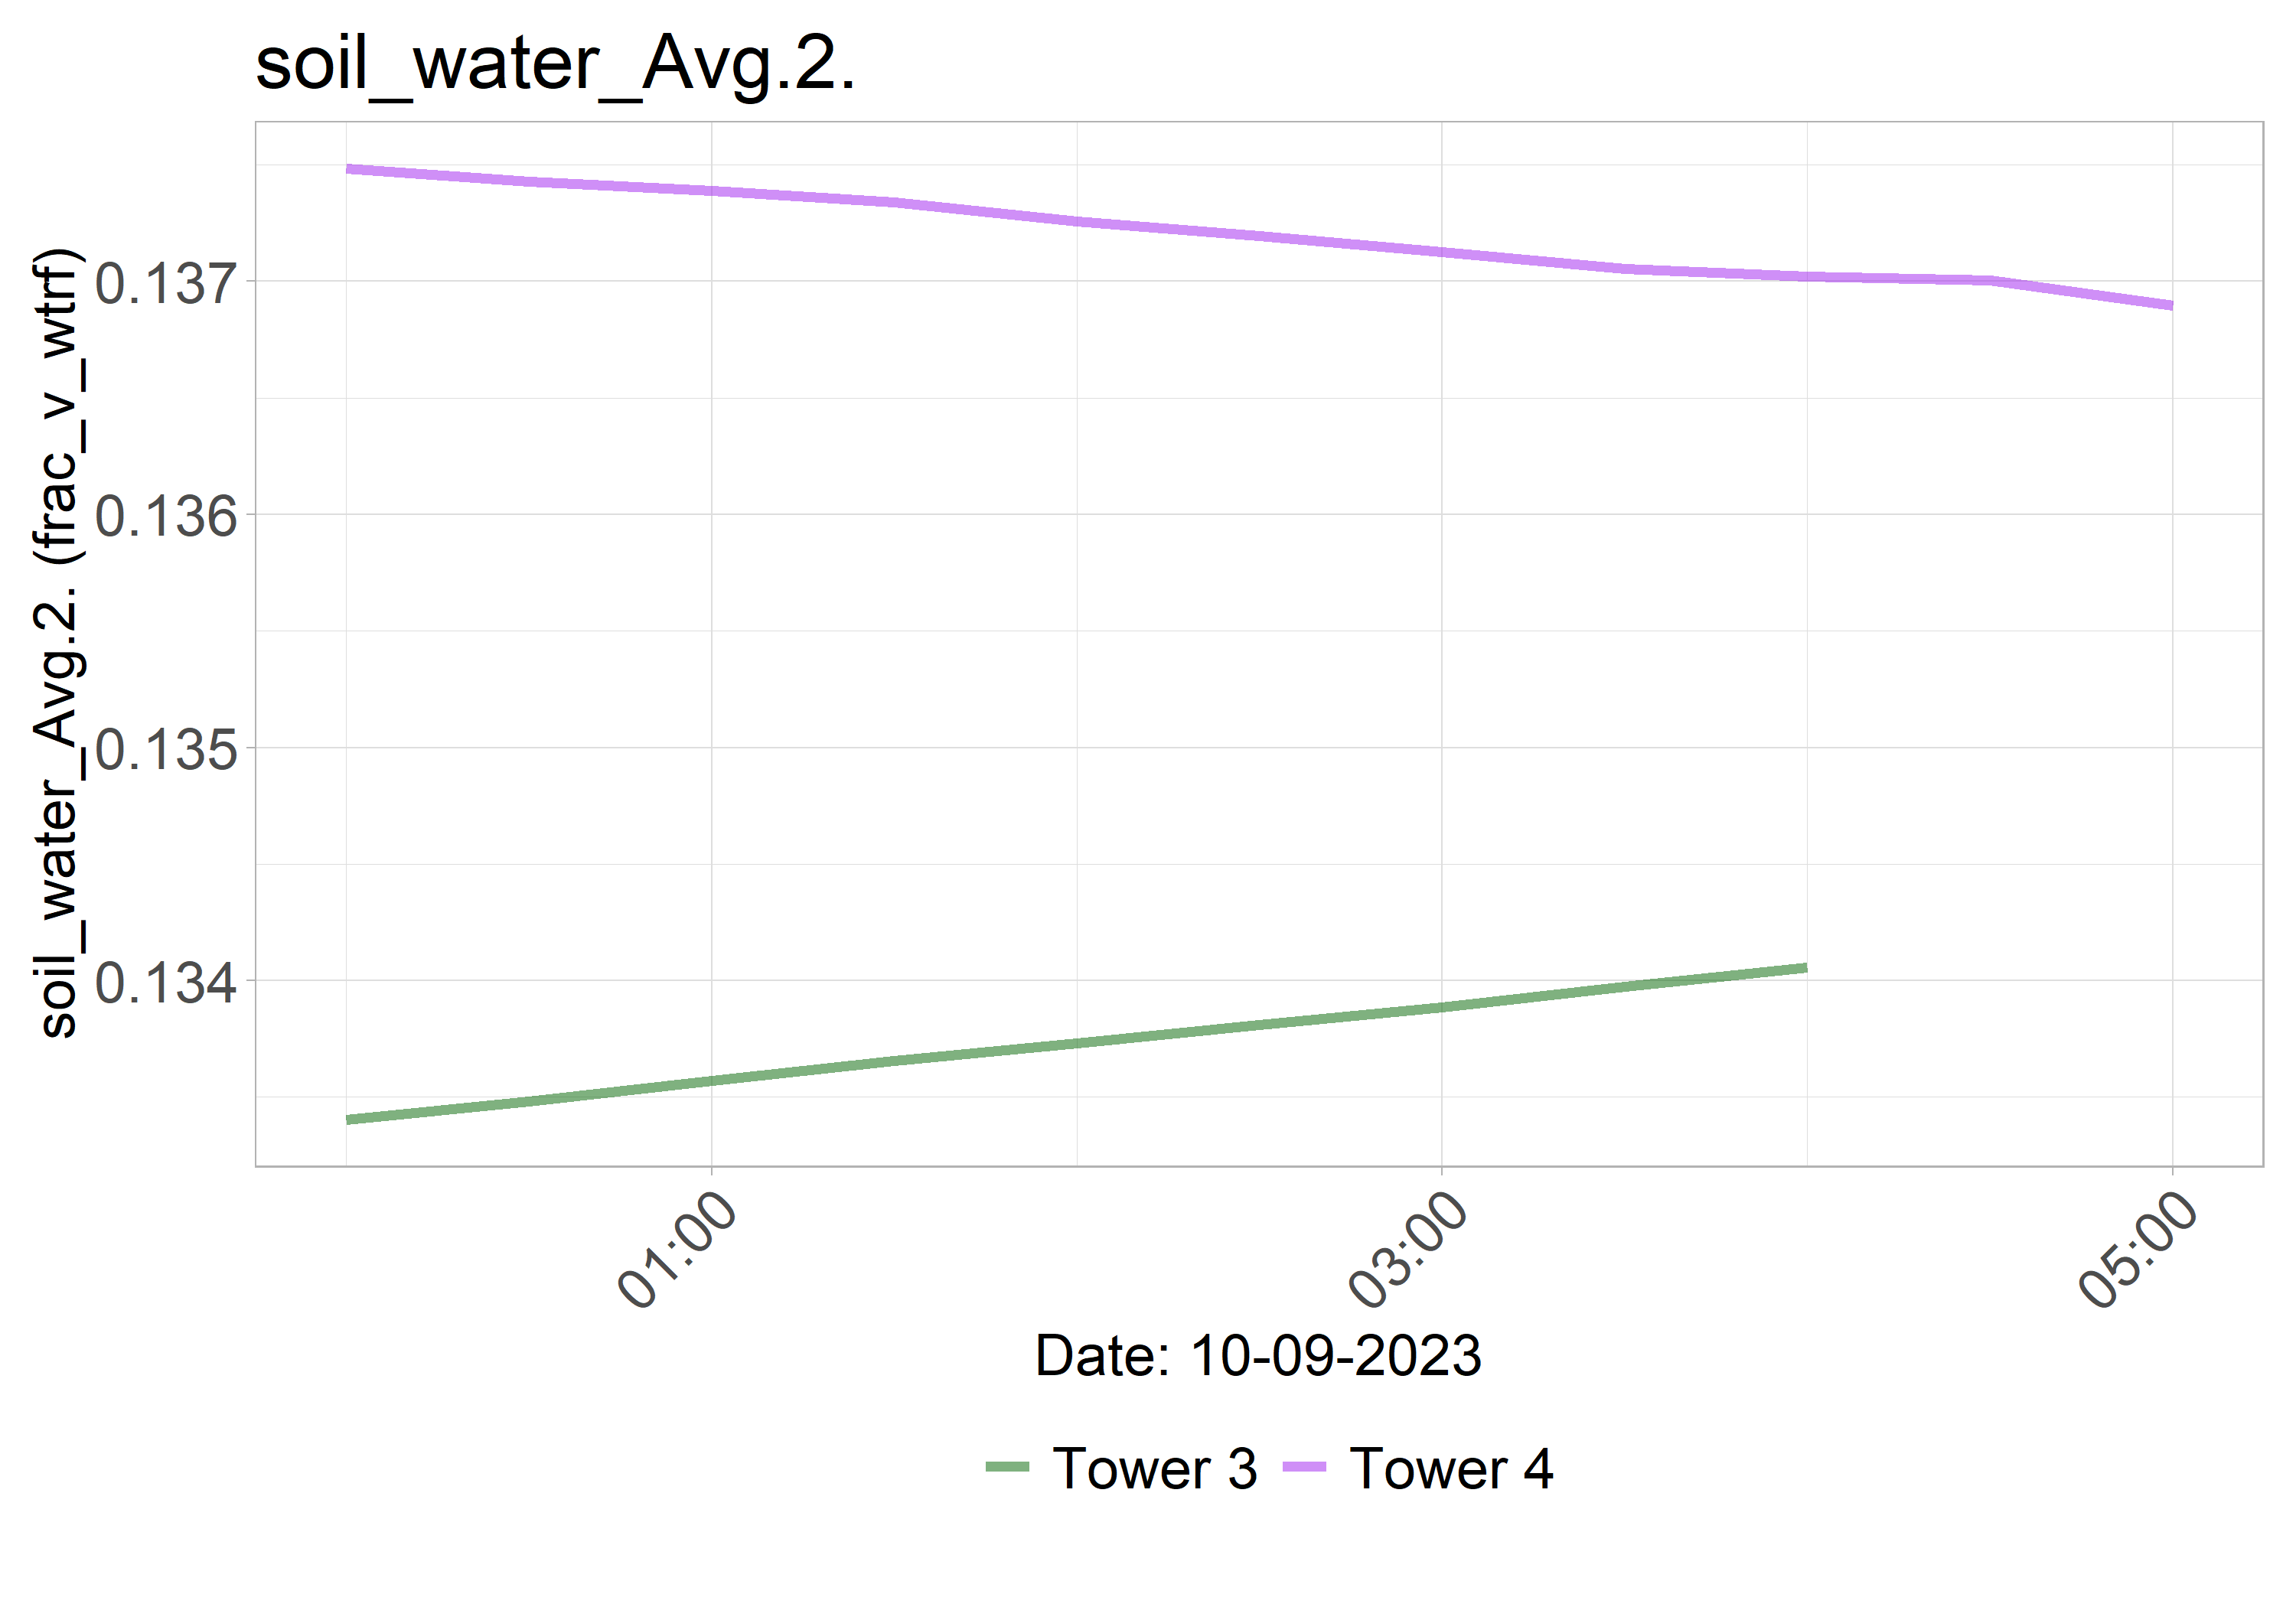 soil_water_Avg.2.
soil_water_Avg.2. (frac_v_wtrf)
0.137
0.136
0.135
0.134
01:00
03:00
05:00
Date: 10-09-2023
Tower 3
Tower 4